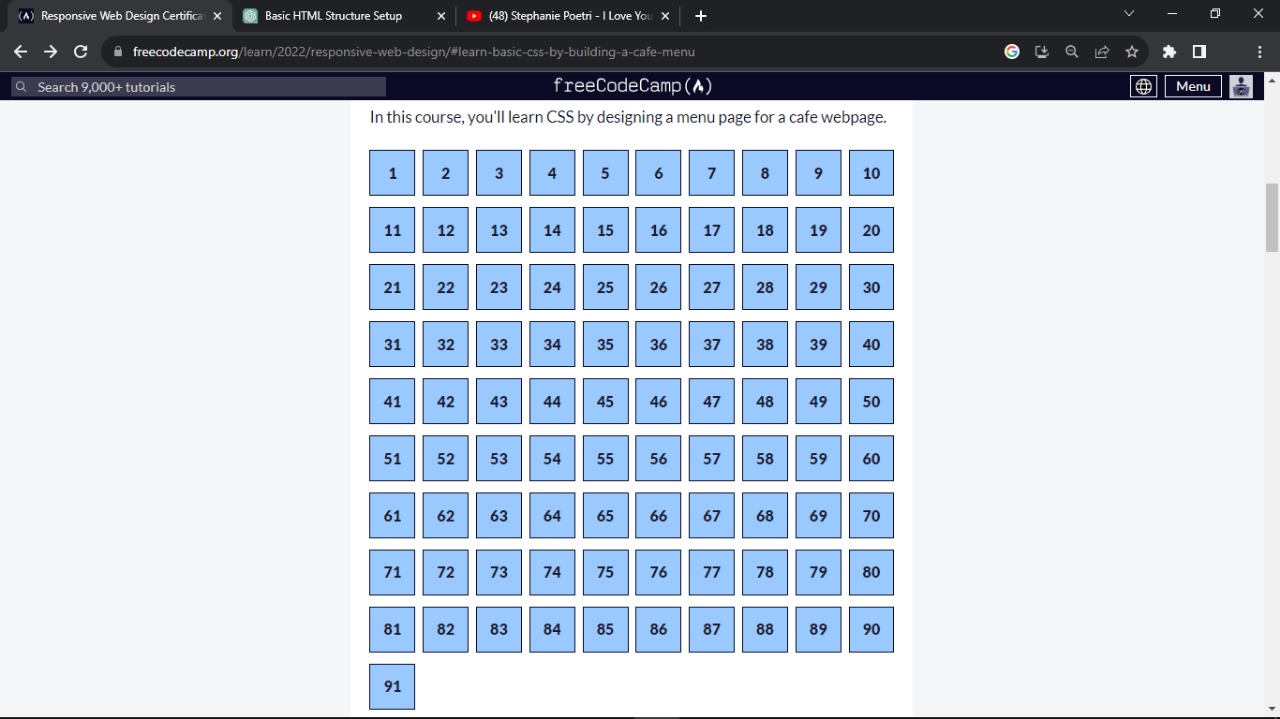 Responsive Web Design Certifica
Basic HTML Structure Setup
(48) Stephanie Poetri - I Love You
freecodecamp.org/learn/2022/responsive-web-design/#learn-basic-css-by-building-a-cafe-menu
Search 9,000+ tutorials
freeCodeCamp
Menu
In this course, you'll learn CSS by designing a menu page for a cafe webpage.
1 2 3 4 5 6 7 8 9 10
11 12 13 14 15 16 17 18 19 20
21 22 23 24 25 26 27 28 29 30
31 32 33 34 35 36 37 38 39 40
41 42 43 44 45 46 47 48 49 50
51 52 53 54 55 56 57 58 59 60
61 62 63 64 65 66 67 68 69 70
71 72 73 74 75 76 77 78 79 80
81 82 83 84 85 86 87 88 89 90
91